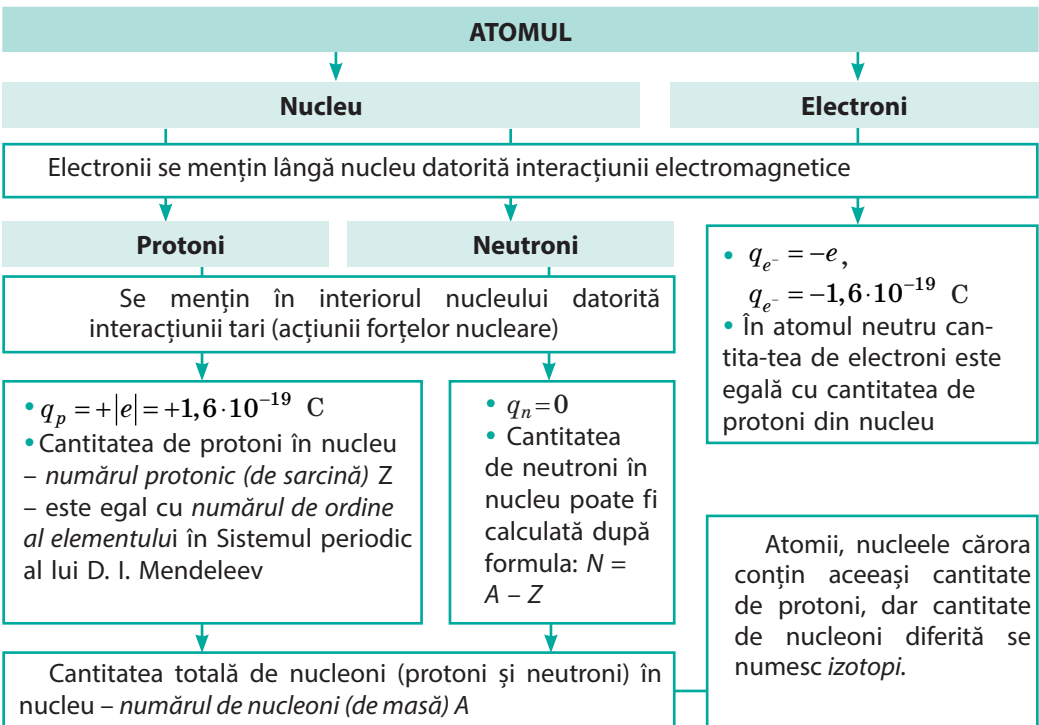 ATOMUL
Nucleu
Electroni
Electronii se mențin lângă nucleu datorită interacțiunii electromagnetice
Protoni
Neutroni
Se mențin în interiorul nucleului datorită
interacțiunii tari (acțiunii forțelor nucleare)
• q_{e^-} = −e,
q_{e^-} = −1,6·10^{−19} C
• În atomul neutru can-
tita-tea de electroni este
egală cu cantitatea de
protoni din nucleu
• q_p = +|e| = +1,6·10^{−19} C
• Cantitatea de protoni în nucleu
– numărul protonic (de sarcină) Z
– este egal cu numărul de ordine
al elementului în Sistemul periodic
al lui D. I. Mendeleev
• q_n = 0
• Cantitatea
de neutroni în
nucleu poate fi
calculată după
formula: N =
A – Z
Atomii, nucleele cărora
conțin aceeași cantitate
de protoni, dar cantitate
de nucleoni diferită se
numesc izotopi.
Cantitatea totală de nucleoni (protoni și neutroni) în
nucleu – numărul de nucleoni (de masă) A